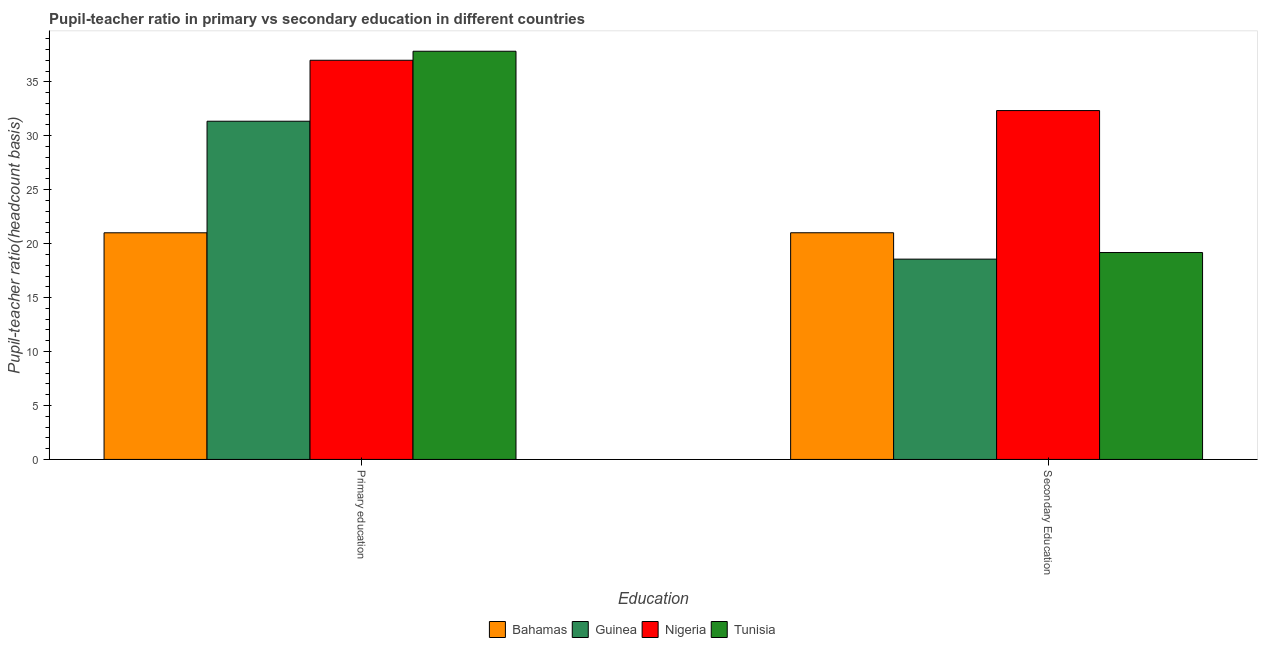 Pupil-teacher ratio in primary vs secondary education in different countries
Pupil-teacher ratio(headcount basis)
35
30
25
20
15
10
5
0
Primary education
Secondary Education
Education
Bahamas
Guinea
Nigeria
Tunisia